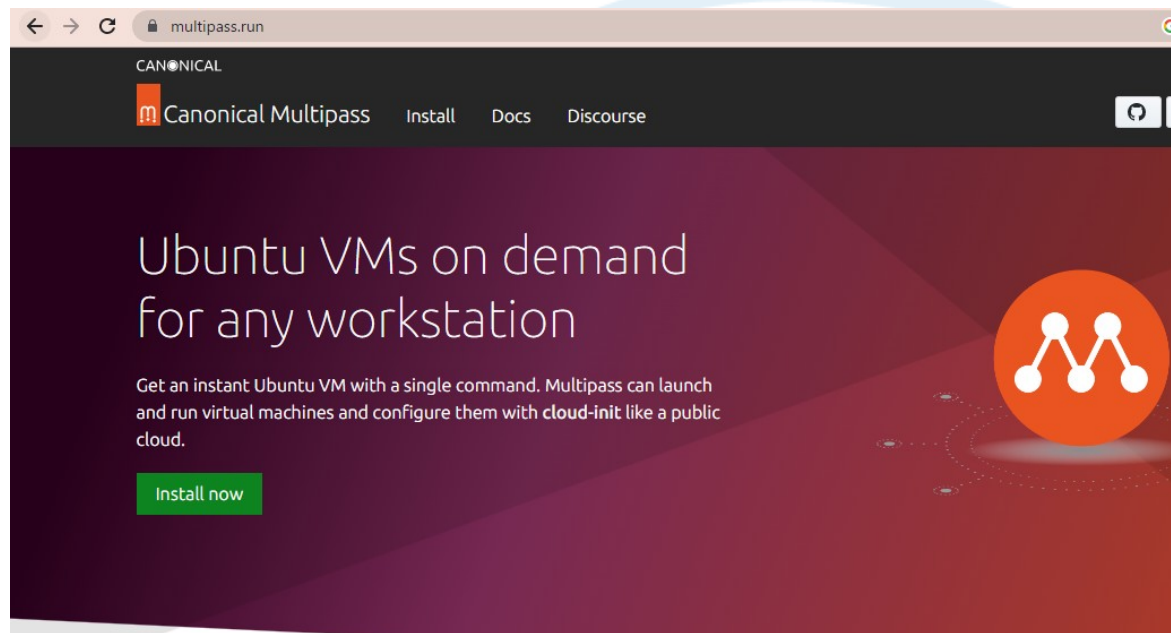 multipass.run
CANONICAL
Canonical Multipass Install Docs Discourse
Ubuntu VMs on demand
for any workstation
Get an instant Ubuntu VM with a single command. Multipass can launch
and run virtual machines and configure them with cloud-init like a public
cloud.
Install now